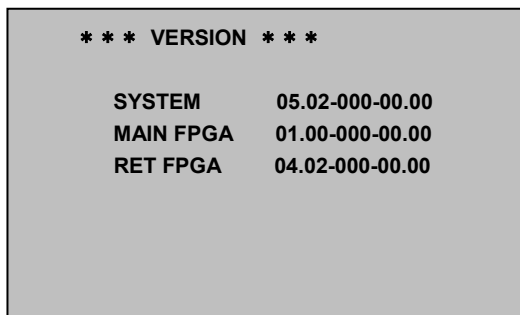 * * * VERSION * * *
SYSTEM 05.02-000-00.00
MAIN FPGA 01.00-000-00.00
RET FPGA 04.02-000-00.00